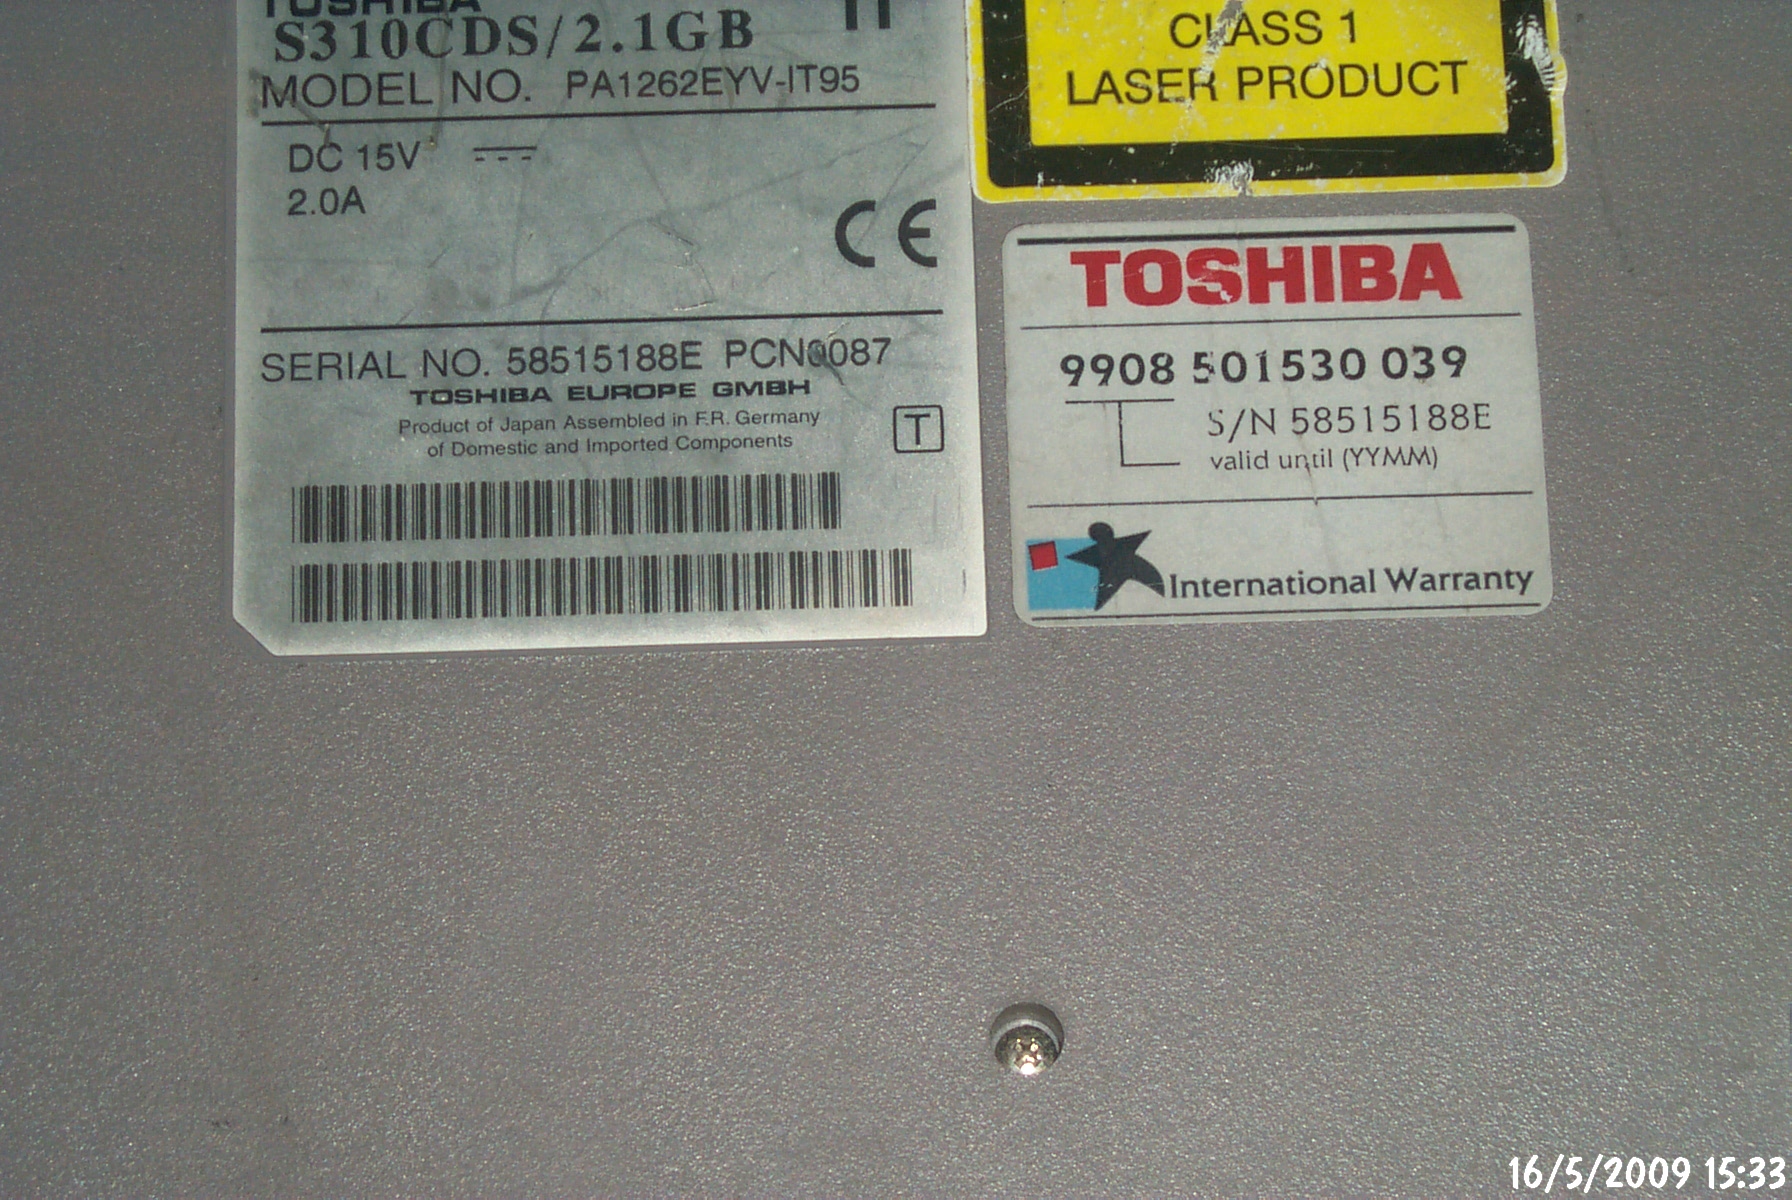 TOSHIBA
S310CDS/2.1GB
MODEL NO. PA1262EYV-IT95
DC 15V
2.0A
CE
SERIAL NO. 58515188E PCN0087
TOSHIBA EUROPE GMBH
Product of Japan Assembled in F.R. Germany
of Domestic and Imported Components
T
CLASS 1
LASER PRODUCT
TOSHIBA
9908 501530 039
S/N 58515188E
valid until (YYMM)
International Warranty
16/5/2009 15:33